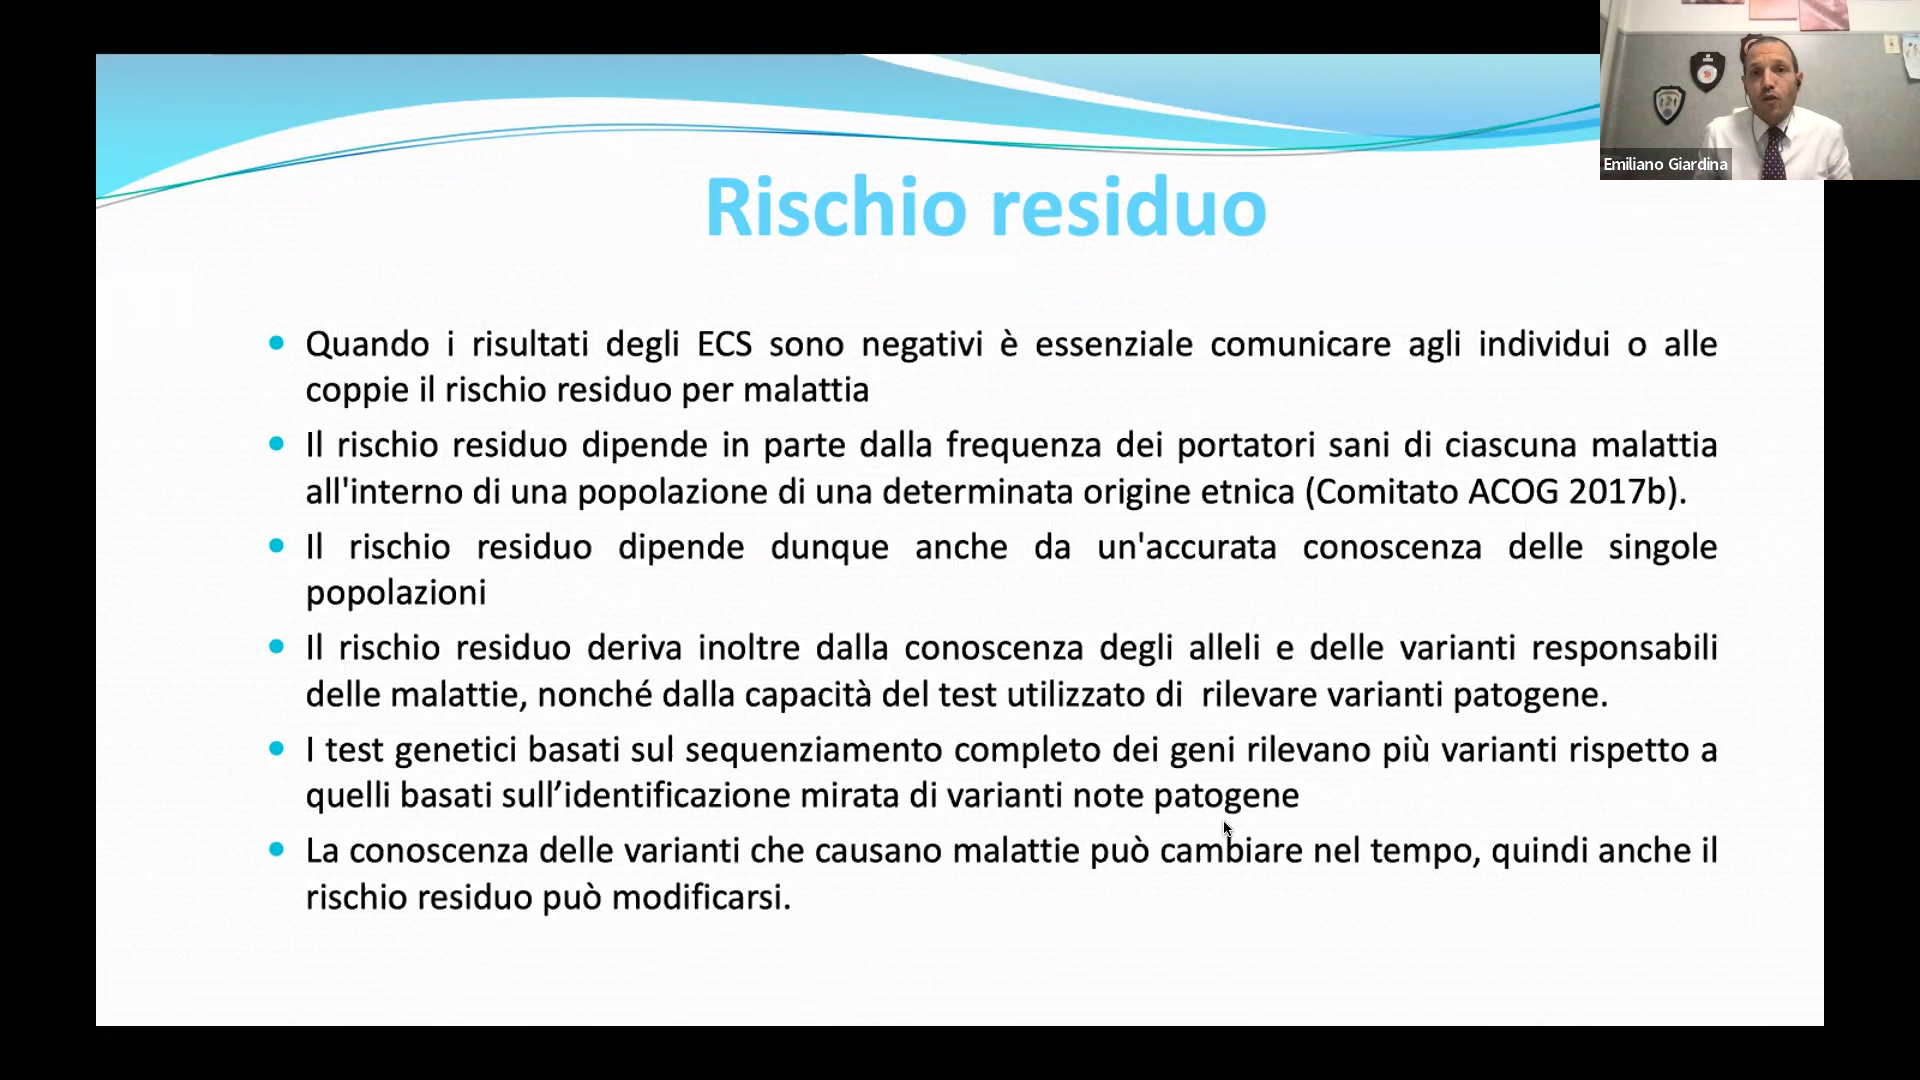 Emiliano Giardina
Rischio residuo
• Quando i risultati degli ECS sono negativi è essenziale comunicare agli individui o alle
coppie il rischio residuo per malattia
• Il rischio residuo dipende in parte dalla frequenza dei portatori sani di ciascuna malattia
all'interno di una popolazione di una determinata origine etnica (Comitato ACOG 2017b).
• Il rischio residuo dipende dunque anche da un'accurata conoscenza delle singole
popolazioni
• Il rischio residuo deriva inoltre dalla conoscenza degli alleli e delle varianti responsabili
delle malattie, nonché dalla capacità del test utilizzato di  rilevare varianti patogene.
• I test genetici basati sul sequenziamento completo dei geni rilevano più varianti rispetto a
quelli basati sull’identificazione mirata di varianti note patogene
• La conoscenza delle varianti che causano malattie può cambiare nel tempo, quindi anche il
rischio residuo può modificarsi.